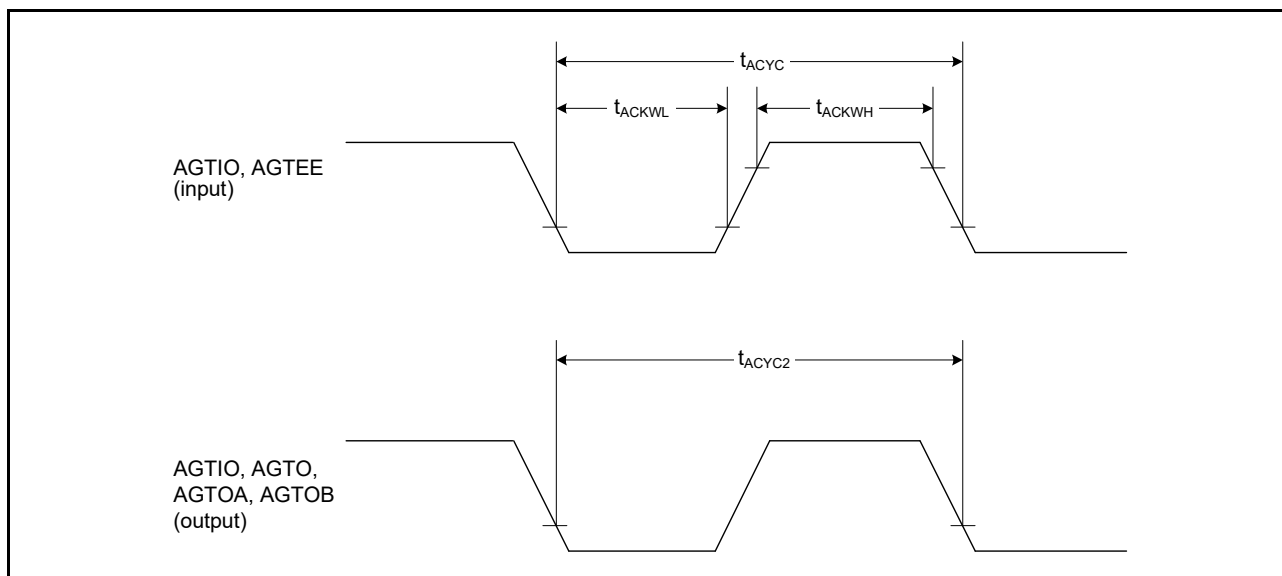 tACYC
tACKWL
tACKWH
AGTIO, AGTEE
(input)
tACYC2
AGTIO, AGTO,
AGTOA, AGTOB
(output)